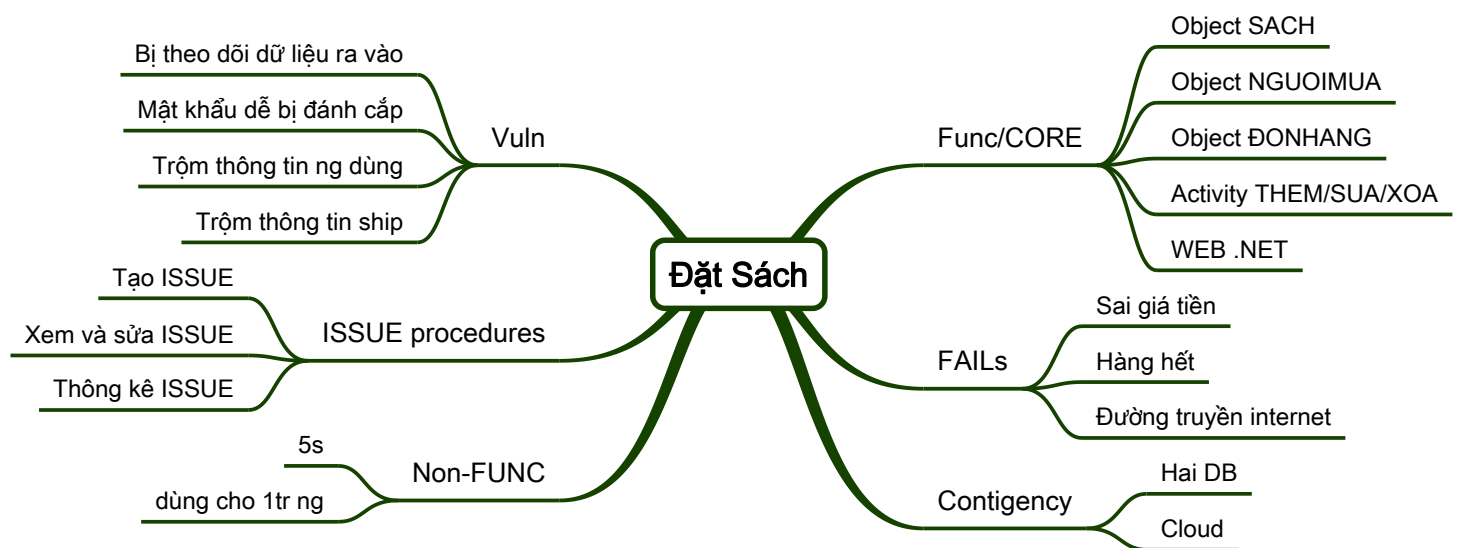 Đặt Sách
Func/CORE
Object SACH
Object NGUOIMUA
Object ĐONHANG
Activity THEM/SUA/XOA
WEB .NET
FAILs
Sai giá tiền
Hàng hết
Đường truyền internet
Contigency
Hai DB
Cloud
Vuln
Bị theo dõi dữ liệu ra vào
Mật khẩu dễ bị đánh cắp
Trộm thông tin ng dùng
Trộm thông tin ship
ISSUE procedures
Tạo ISSUE
Xem và sửa ISSUE
Thông kê ISSUE
Non-FUNC
5s
dùng cho 1tr ng